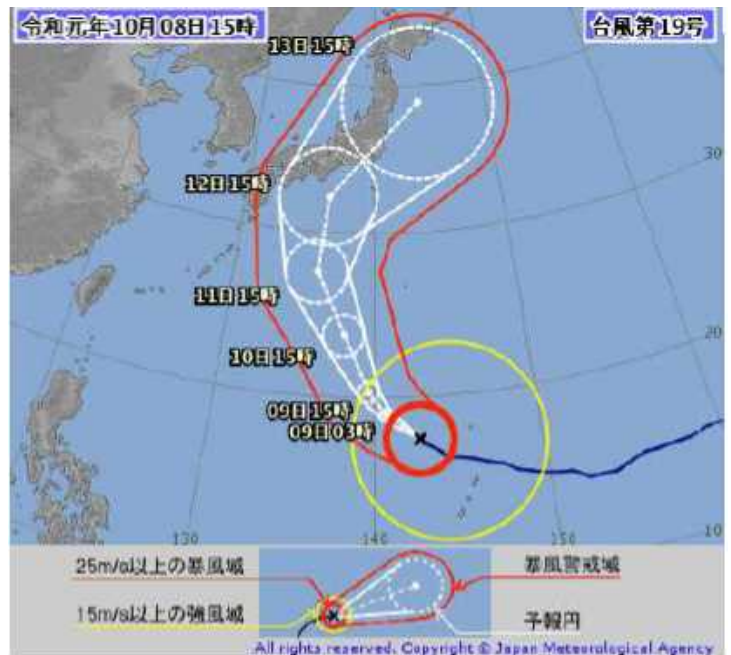 令和元年10月08日15時
台風第19号
13日15時
30
12日15時
11日15時
20
10日15時
09日15時
09日03時
130
140
150
10
25m/s以上の暴風域
暴風警戒域
15m/s以上の強風域
予報円
All rights reserved. Copyright © Japan Meteorological Agency